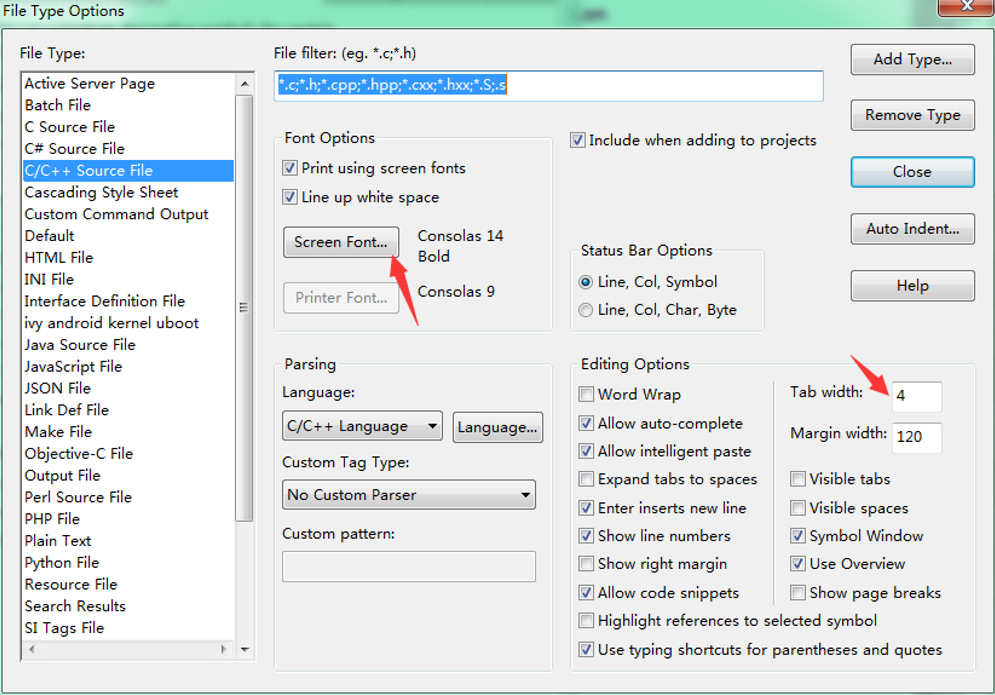 File Type Options
File Type:
Active Server Page
Batch File
C Source File
C# Source File
C/C++ Source File
Cascading Style Sheet
Custom Command Output
Default
HTML File
INI File
Interface Definition File
ivy android kernel uboot
Java Source File
JavaScript File
JSON File
Link Def File
Make File
Objective-C File
Output File
Perl Source File
PHP File
Plain Text
Python File
Resource File
Search Results
SI Tags File
File filter: (eg. *.c;*.h)
*.c;*.h;*.cpp;*.hpp;*.cxx;*.hxx;*.S;.s
Font Options
Print using screen fonts
Line up white space
Screen Font...
Consolas 14
Bold
Printer Font...
Consolas 9
Include when adding to projects
Status Bar Options
Line, Col, Symbol
Line, Col, Char, Byte
Add Type...
Remove Type
Close
Auto Indent...
Help
Parsing
Language:
C/C++ Language
Language...
Custom Tag Type:
No Custom Parser
Custom pattern:
Editing Options
Word Wrap
Allow auto-complete
Allow intelligent paste
Expand tabs to spaces
Enter inserts new line
Show line numbers
Show right margin
Allow code snippets
Highlight references to selected symbol
Use typing shortcuts for parentheses and quotes
Tab width:
4
Margin width:
120
Visible tabs
Visible spaces
Symbol Window
Use Overview
Show page breaks